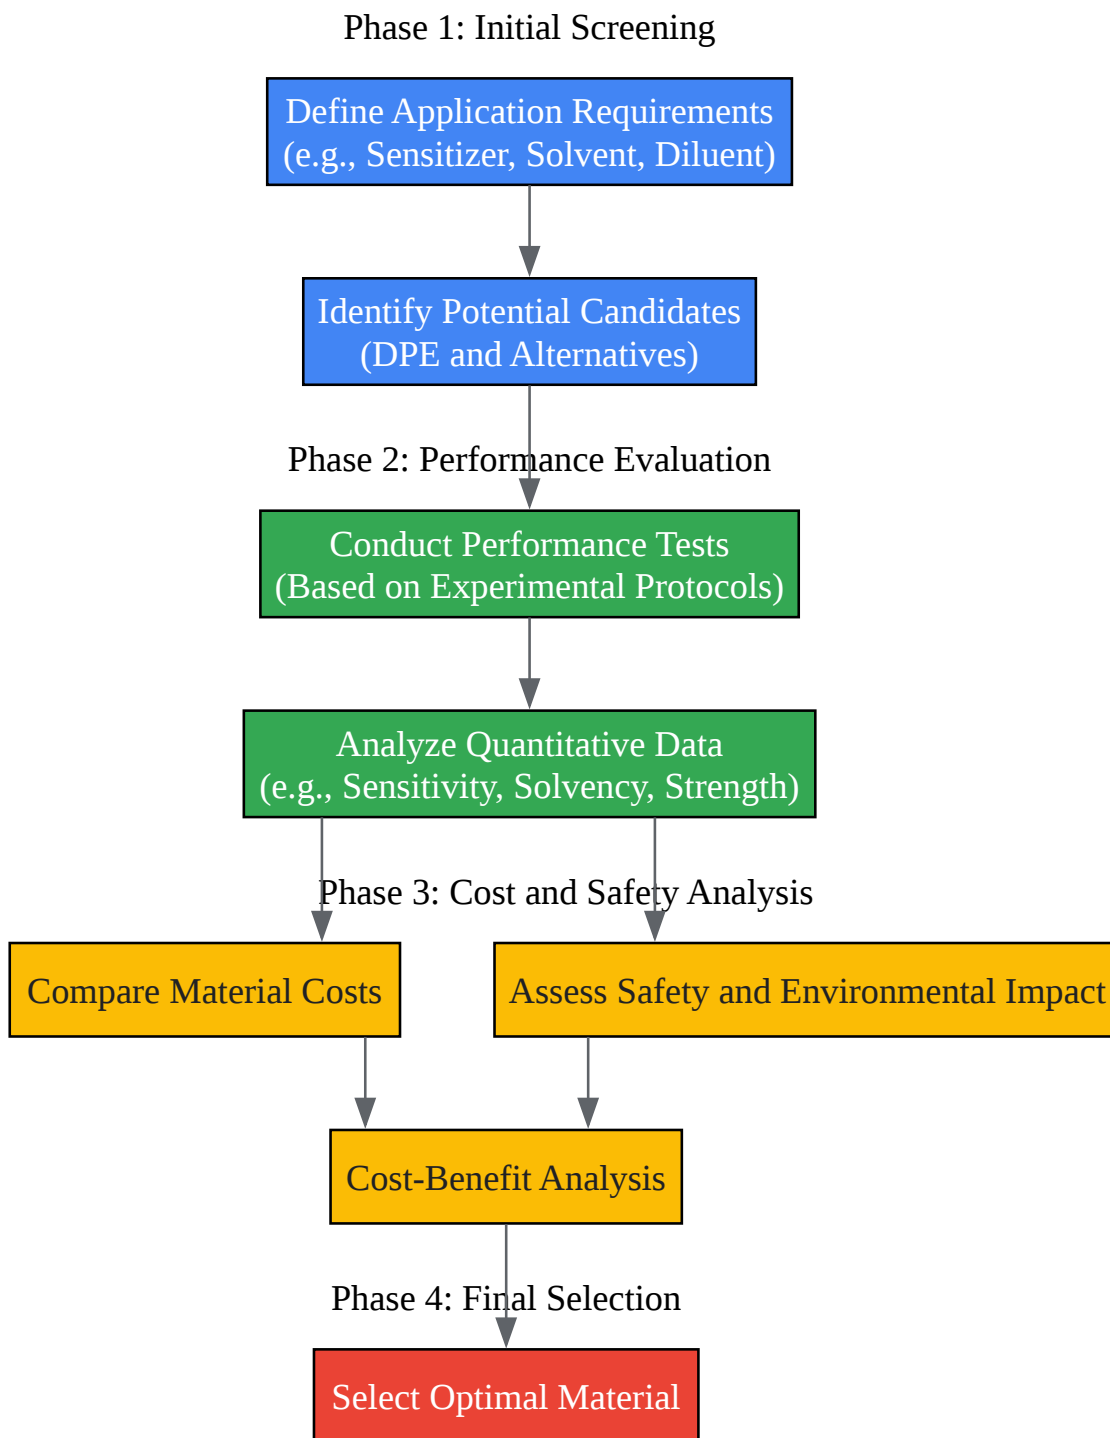 Phase 1: Initial Screening
Define Application Requirements
(e.g., Sensitizer, Solvent, Diluent)
Identify Potential Candidates
(DPE and Alternatives)
Phase 2: Performance Evaluation
Conduct Performance Tests
(Based on Experimental Protocols)
Analyze Quantitative Data
(e.g., Sensitivity, Solvency, Strength)
Phase 3: Cost and Safety Analysis
Compare Material Costs
Assess Safety and Environmental Impact
Cost-Benefit Analysis
Phase 4: Final Selection
Select Optimal Material